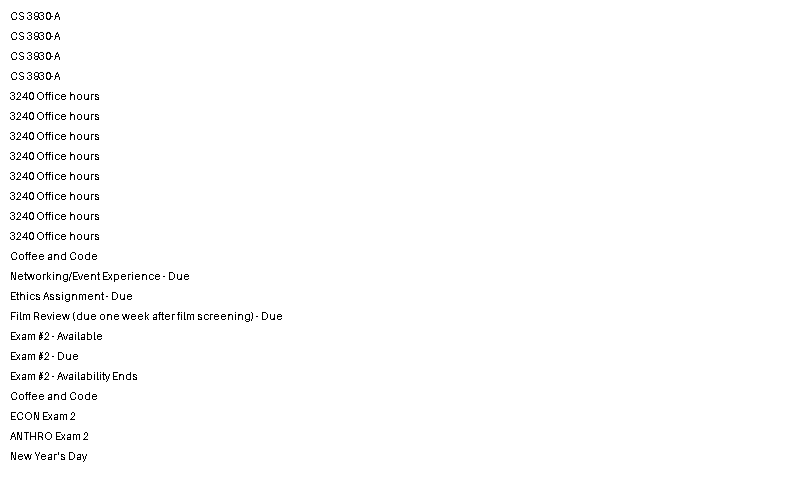 CS 3930-A
CS 3930-A
CS 3930-A
CS 3930-A
3240 Office hours
3240 Office hours
3240 Office hours
3240 Office hours
3240 Office hours
3240 Office hours
3240 Office hours
3240 Office hours
Coffee and Code
Networking/Event Experience - Due
Ethics Assignment - Due
Film Review (due one week after film screening) - Due
Exam #2 - Available
Exam #2 - Due
Exam #2 - Availability Ends
Coffee and Code
ECON Exam 2
ANTHRO Exam 2
New Year's Day